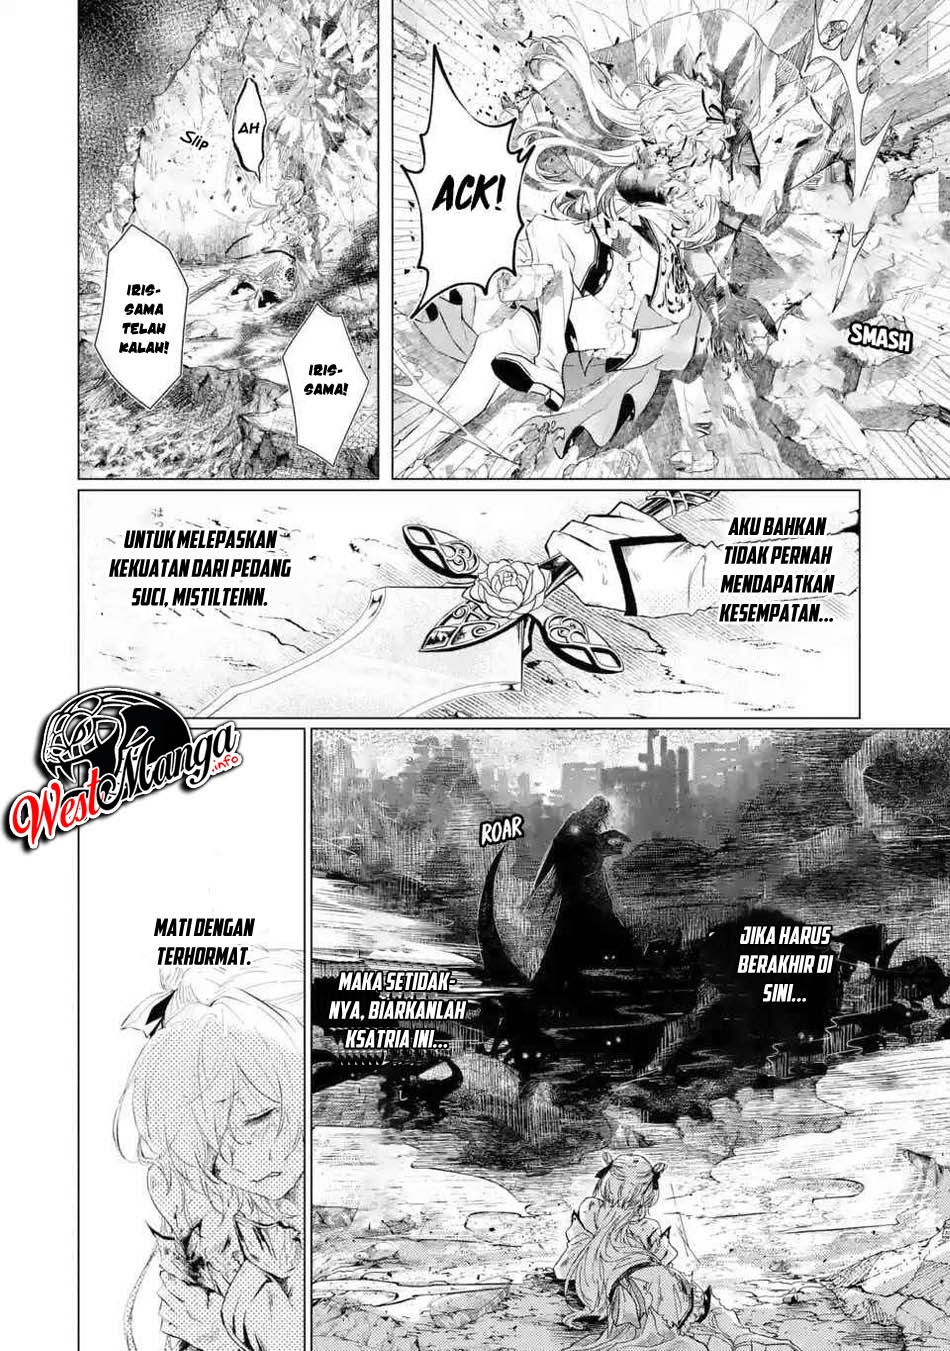 ACK!
SMASH
AH
Slip
IRIS-
SAMA!
IRIS-
SAMA
TELAH
KALAH!
AKU BAHKAN
TIDAK PERNAH
MENDAPATKAN
KESEMPATAN...
はっ
UNTUK MELEPASKAN
KEKUATAN DARI PEDANG
SUCI, MISTILTEINN.
ROAR
JIKA HARUS
BERAKHIR DI
SINI...
MAKA SETIDAK-
NYA, BIARKANLAH
KSATRIA INI...
WESTMANGA
.info
MATI DENGAN
TERHORMAT.